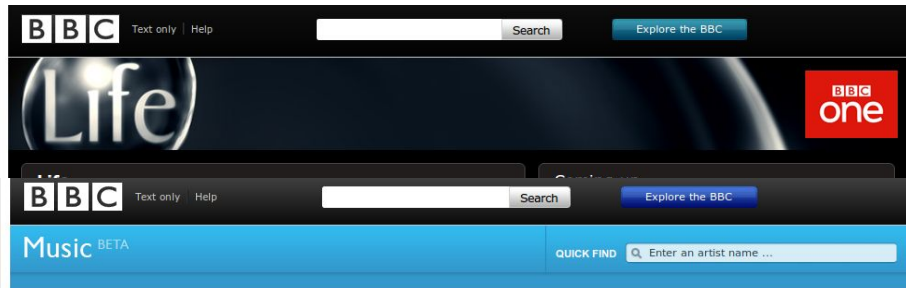 BBC Text only Help Search Explore the BBC
Life
BBC
one
BBC Text only Help Search Explore the BBC
Music BETA
QUICK FIND Enter an artist name ...